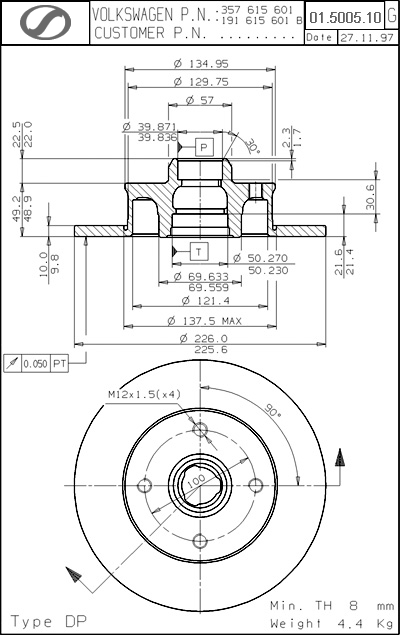 VOLKSWAGEN P.N.: 357 615 601
191 615 601 B
CUSTOMER P.N. .........
01.5005.10
G
Date 27.11.97
Ø 134.95
Ø 129.75
Ø 57
Ø 39.871
39.836
P
30°
2.3
1.7
22.5
22.0
49.2
48.9
10.0
9.8
30.6
21.6
21.4
T
Ø 50.270
50.230
Ø 69.633
69.559
Ø 121.4
Ø 137.5 MAX
Ø 226.0
225.6
0.050 PT
M12x1.5(x4)
90°
100
Type DP
Min. TH 8 mm
Weight 4.4 Kg